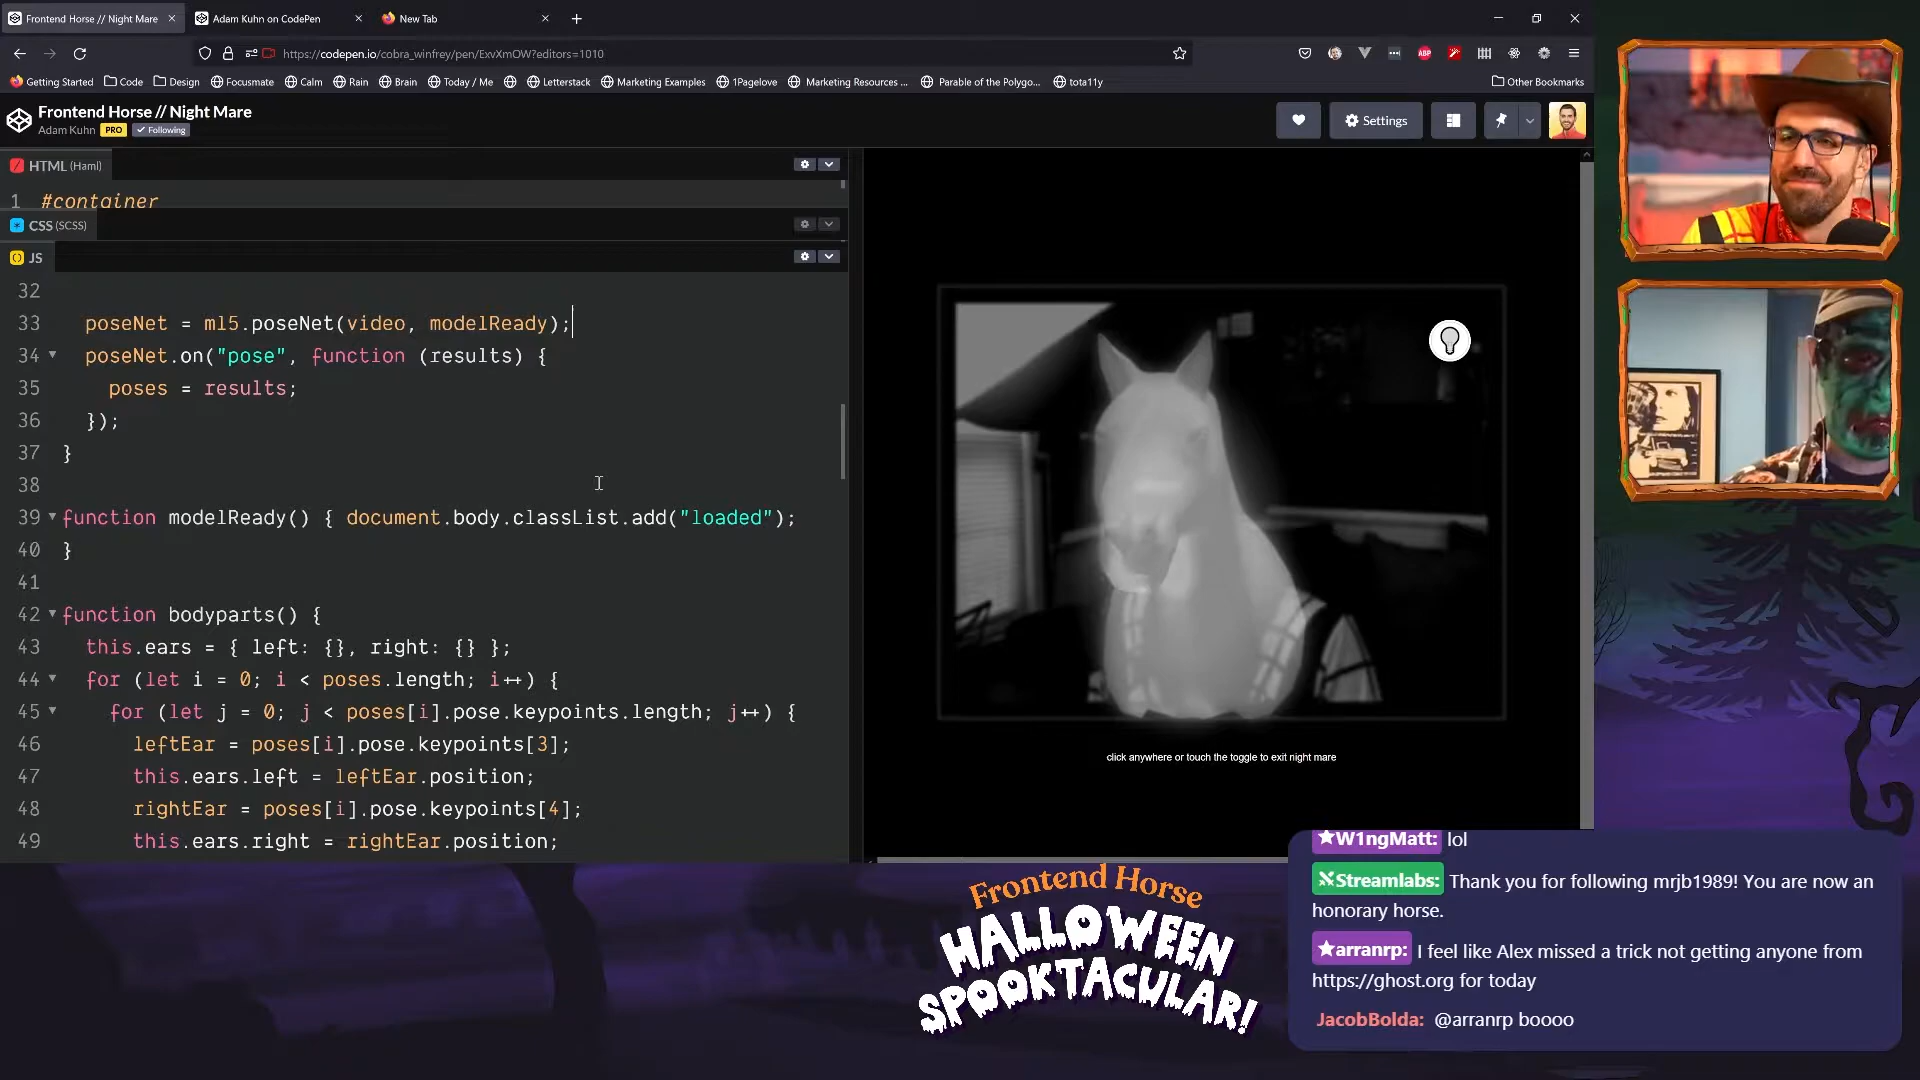 Frontend Horse // Night Mare
Adam Kuhn on CodePen
New Tab
https://codepen.io/cobra_winfrey/pen/ExvXmOW?editors=1010
Getting Started
Code
Design
Focusmate
Calm
Rain
Brain
Today / Me
Letterstack
Marketing Examples
1Pagelove
Marketing Resources ...
Parable of the Polygo...
tota11y
Other Bookmarks
Frontend Horse // Night Mare
Adam Kuhn PRO ✓ Following
Settings
HTML (Haml)
1 #container
CSS (SCSS)
JS
32
33 poseNet = ml5.poseNet(video, modelReady);
34 poseNet.on("pose", function (results) {
35 poses = results;
36 });
37 }
38
39 function modelReady() { document.body.classList.add("loaded");
40 }
41
42 function bodyparts() {
43 this.ears = { left: {}, right: {} };
44 for (let i = 0; i < poses.length; i++) {
45 for (let j = 0; j < poses[i].pose.keypoints.length; j++) {
46 leftEar = poses[i].pose.keypoints[3];
47 this.ears.left = leftEar.position;
48 rightEar = poses[i].pose.keypoints[4];
49 this.ears.right = rightEar.position;
click anywhere or touch the toggle to exit night mare
Frontend Horse
HALLOWEEN
SPOOKTACULAR!
W1ngMatt: lol
Streamlabs: Thank you for following mrjb1989! You are now an
honorary horse.
arranrp: I feel like Alex missed a trick not getting anyone from
https://ghost.org for today
JacobBolda: @arranrp boooo